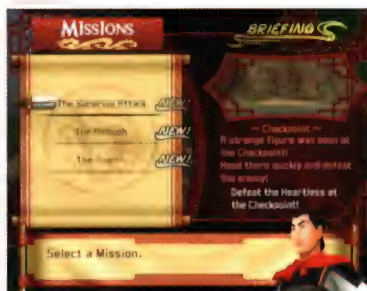 MISSIONS
BRIEFING
The Surprise Attack NEW!
The Ambush NEW!
The NEW!
~ Checkpoint ~
A strange figure was seen at
the Checkpoint!
Head there quickly and defeat
the enemy!
Defeat the Heartless at
the Checkpoint!
Select a Mission.